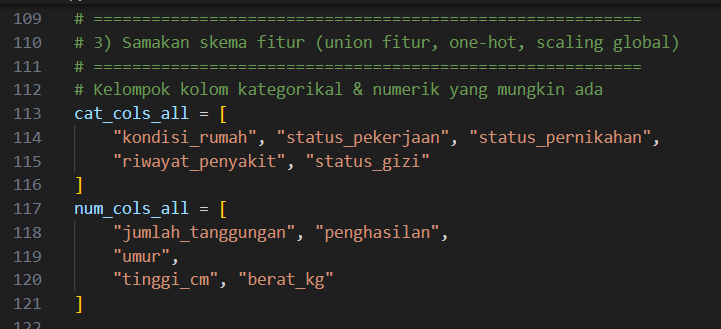 109 # =========================================================
110 # 3) Samakan skema fitur (union fitur, one-hot, scaling global)
111 # =========================================================
112 # Kelompok kolom kategorikal & numerik yang mungkin ada
113 cat_cols_all = [
114     "kondisi_rumah", "status_pekerjaan", "status_pernikahan",
115     "riwayat_penyakit", "status_gizi"
116 ]
117 num_cols_all = [
118     "jumlah_tanggungan", "penghasilan",
119     "umur",
120     "tinggi_cm", "berat_kg"
121 ]
122